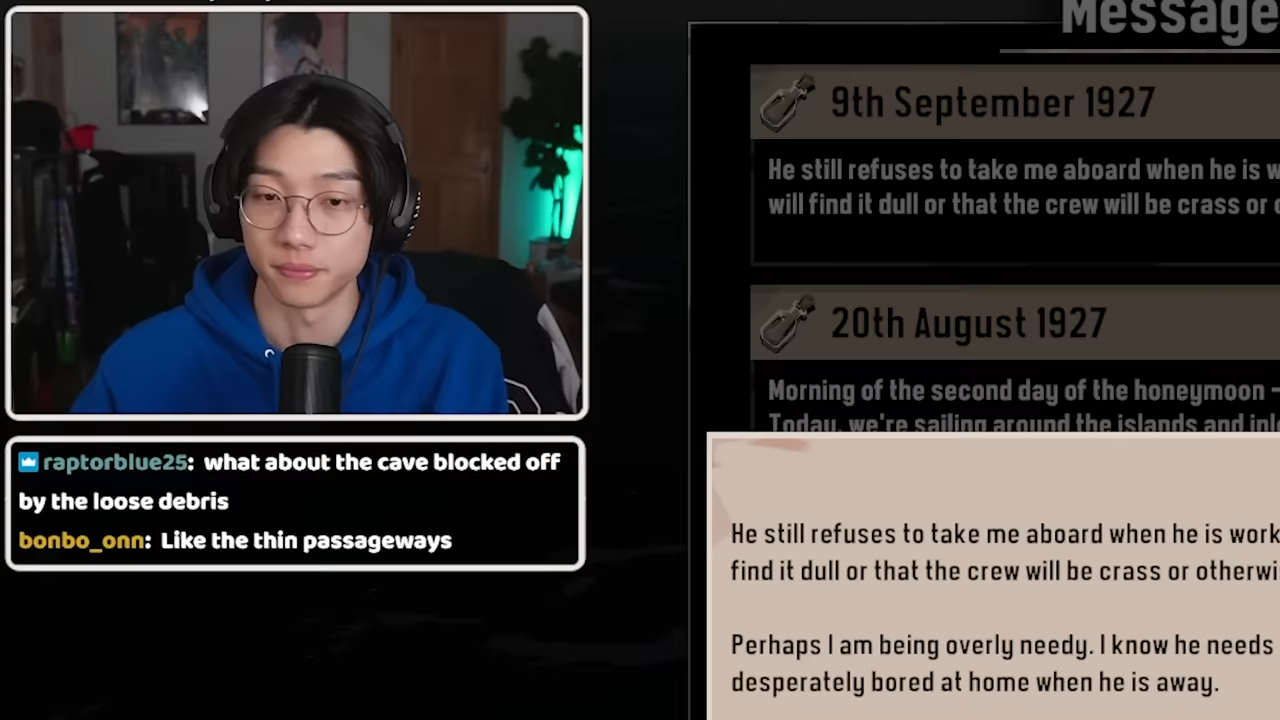 Message
9th September 1927
He still refuses to take me aboard when he is
will find it dull or that the crew will be crass or
20th August 1927
Morning of the second day of the honeymoon -
Today, we're sailing around the islands and
raptorblue25: what about the cave blocked off
by the loose debris
bonbo_onn: Like the thin passageways
He still refuses to take me aboard when he is work
find it dull or that the crew will be crass or otherwi
Perhaps I am being overly needy. I know he needs
desperately bored at home when he is away.